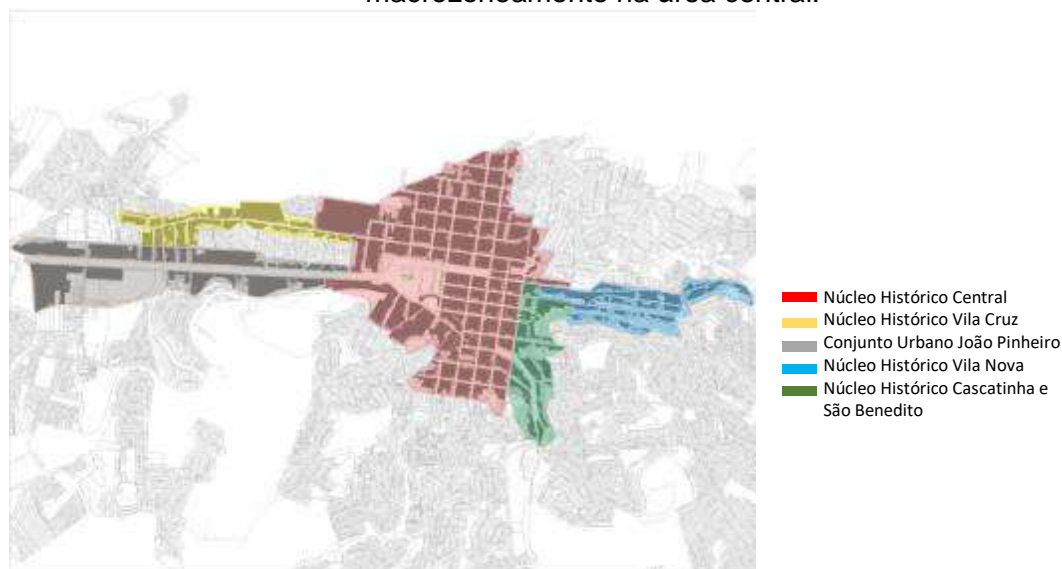 macrozoneamento na área central.
Núcleo Histórico Central
Núcleo Histórico Vila Cruz
Conjunto Urbano João Pinheiro
Núcleo Histórico Vila Nova
Núcleo Histórico Cascatinha e
São Benedito